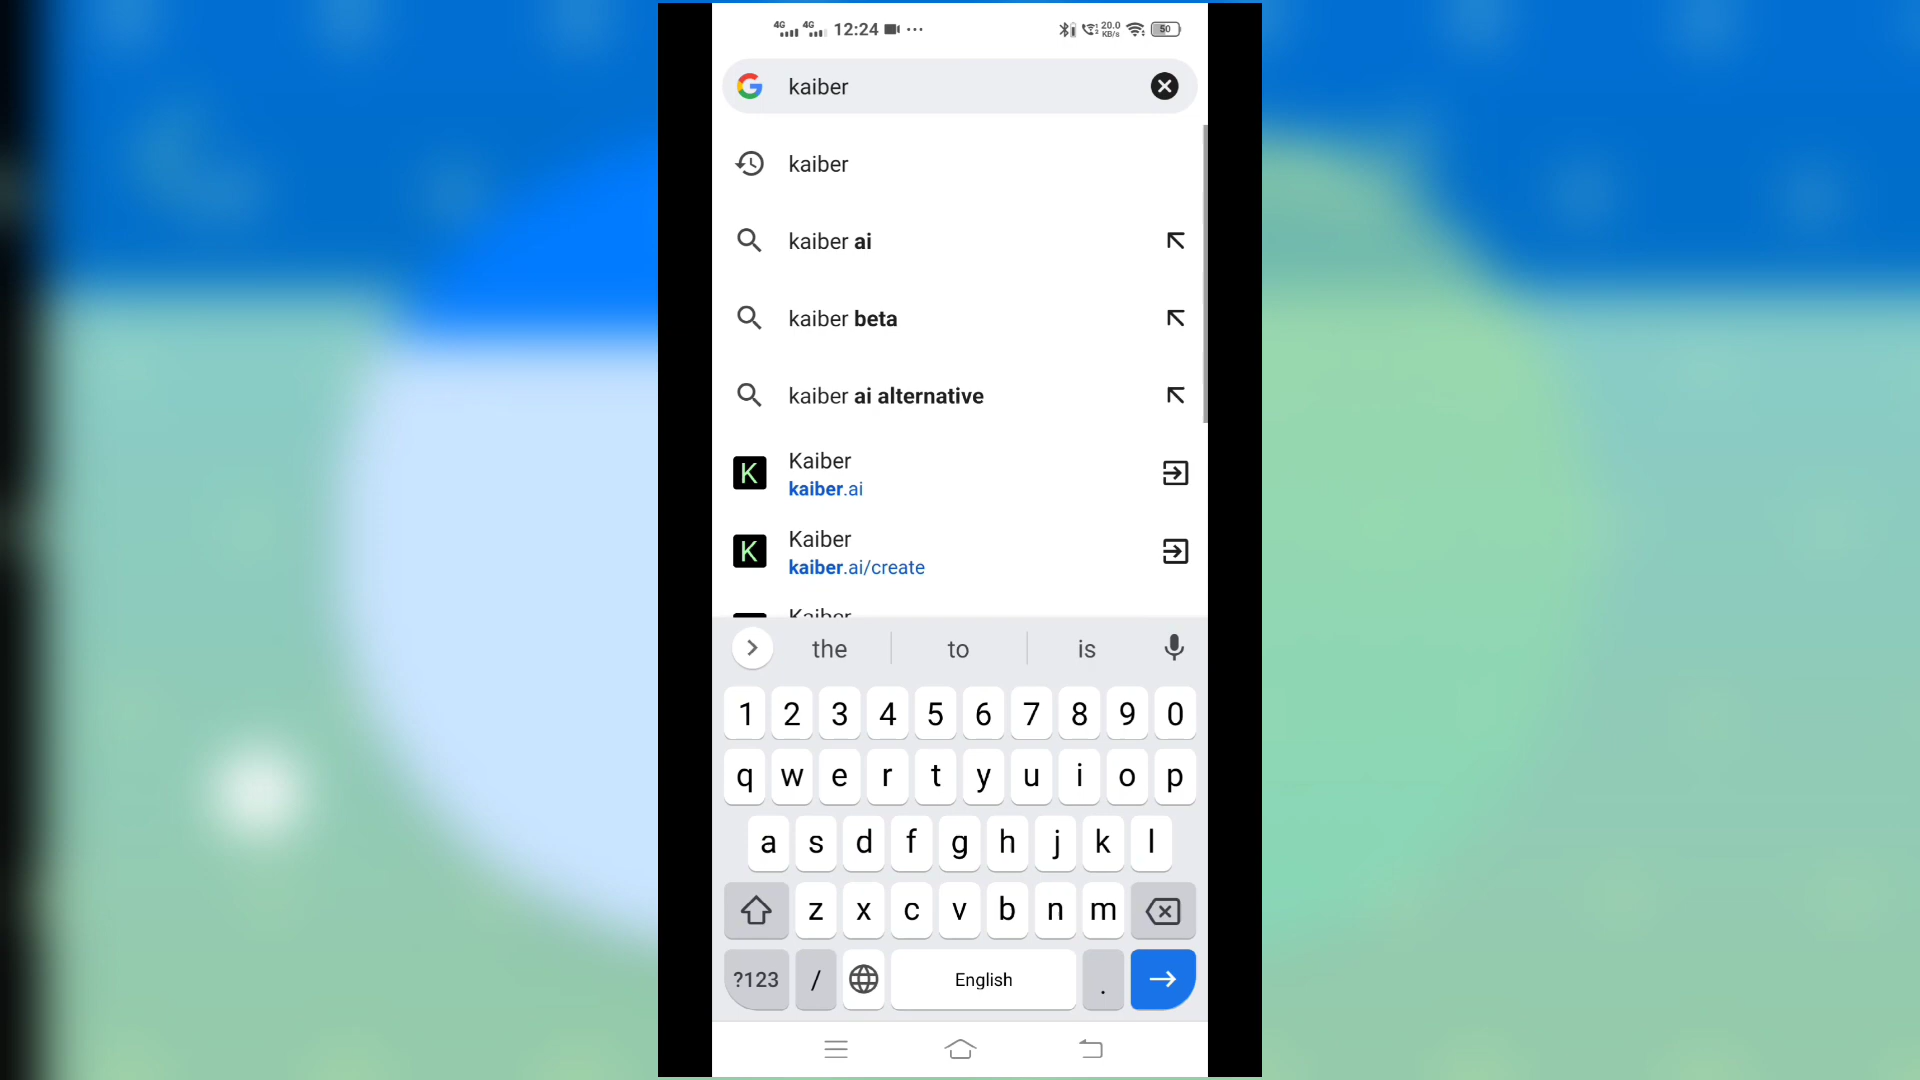 4G 4G 12:24 ... 20.0 KB/s 50
kaiber
kaiber
kaiber ai
kaiber beta
kaiber ai alternative
K Kaiber
kaiber.ai
K Kaiber
kaiber.ai/create
Kaiber
the to is
1 2 3 4 5 6 7 8 9 0
q w e r t y u i o p
a s d f g h j k l
z x c v b n m
?123 / English .